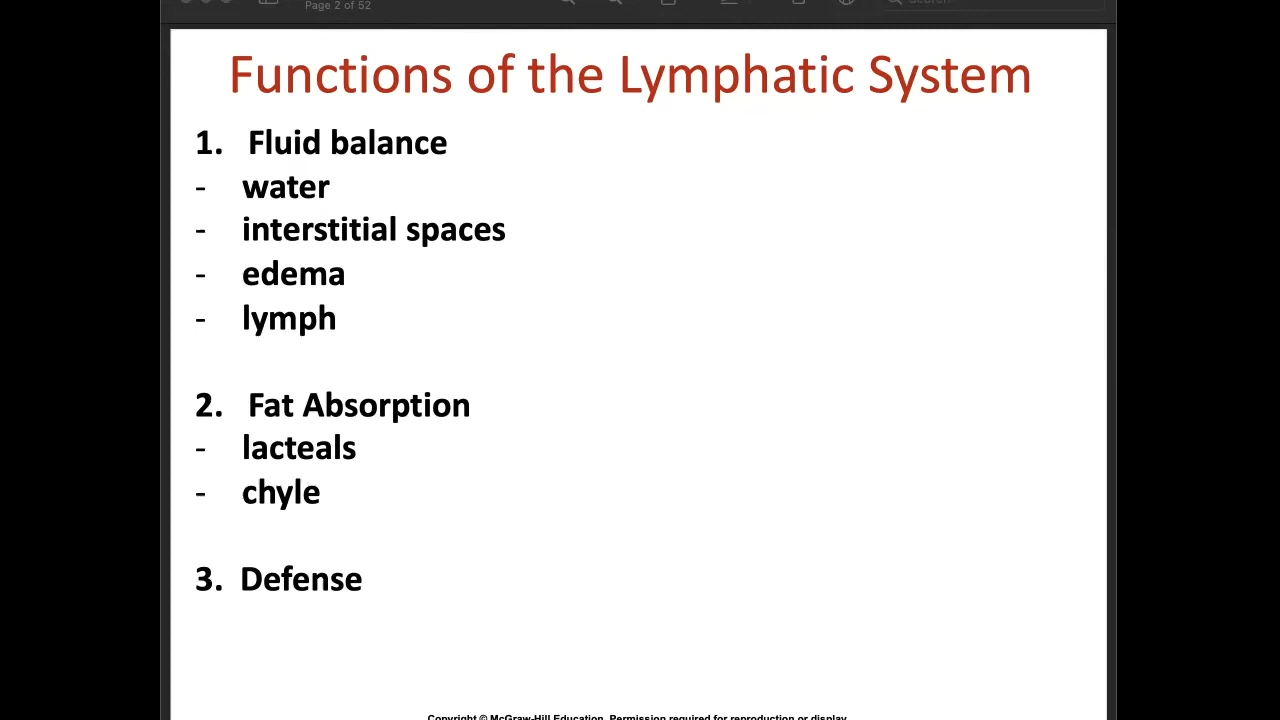 Page 2 of 52
Search
Functions of the Lymphatic System
1. Fluid balance
- water
- interstitial spaces
- edema
- lymph
2. Fat Absorption
- lacteals
- chyle
3. Defense
Copyright © McGraw-Hill Education. Permission required for reproduction or display.